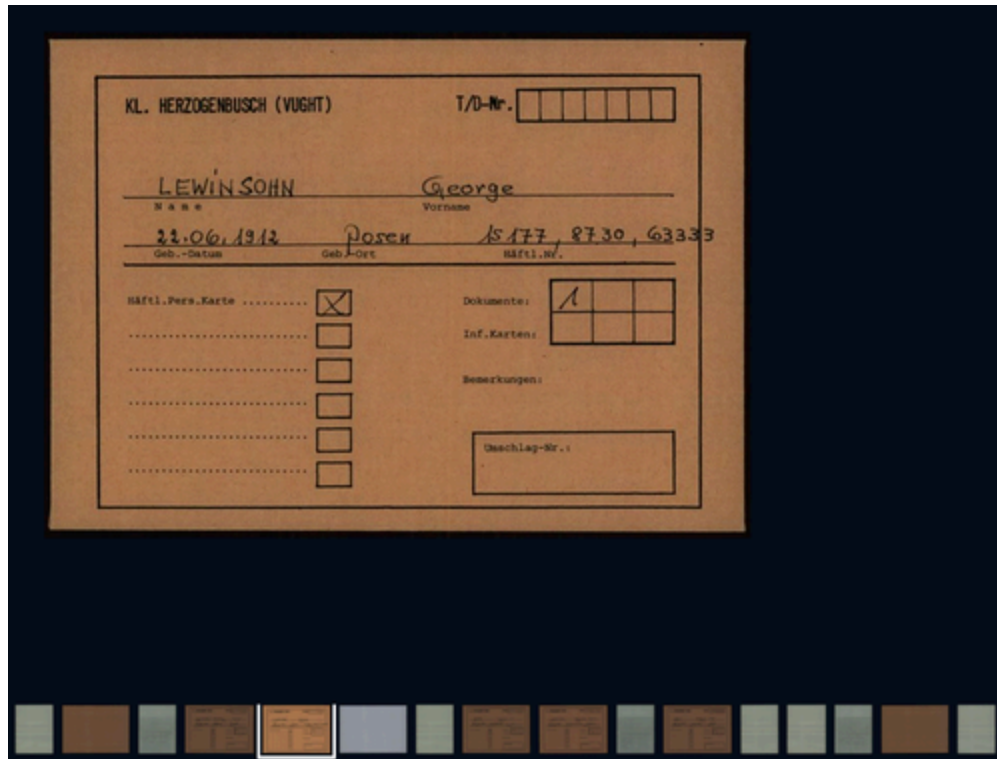 KL. HERZOGENBUSCH (VUGHT) T/D-Nr.
LEWINSOHN George
Name Vorname
22.06.1912 Posen 15177, 8730, 63333
Geb.-Datum Geb.-Ort Häftl.Nr.
Häftl.Pers.Karte .......... X Dokumente: 1
Inf.Karten:
Bemerkungen:
Umschlag-Nr.: